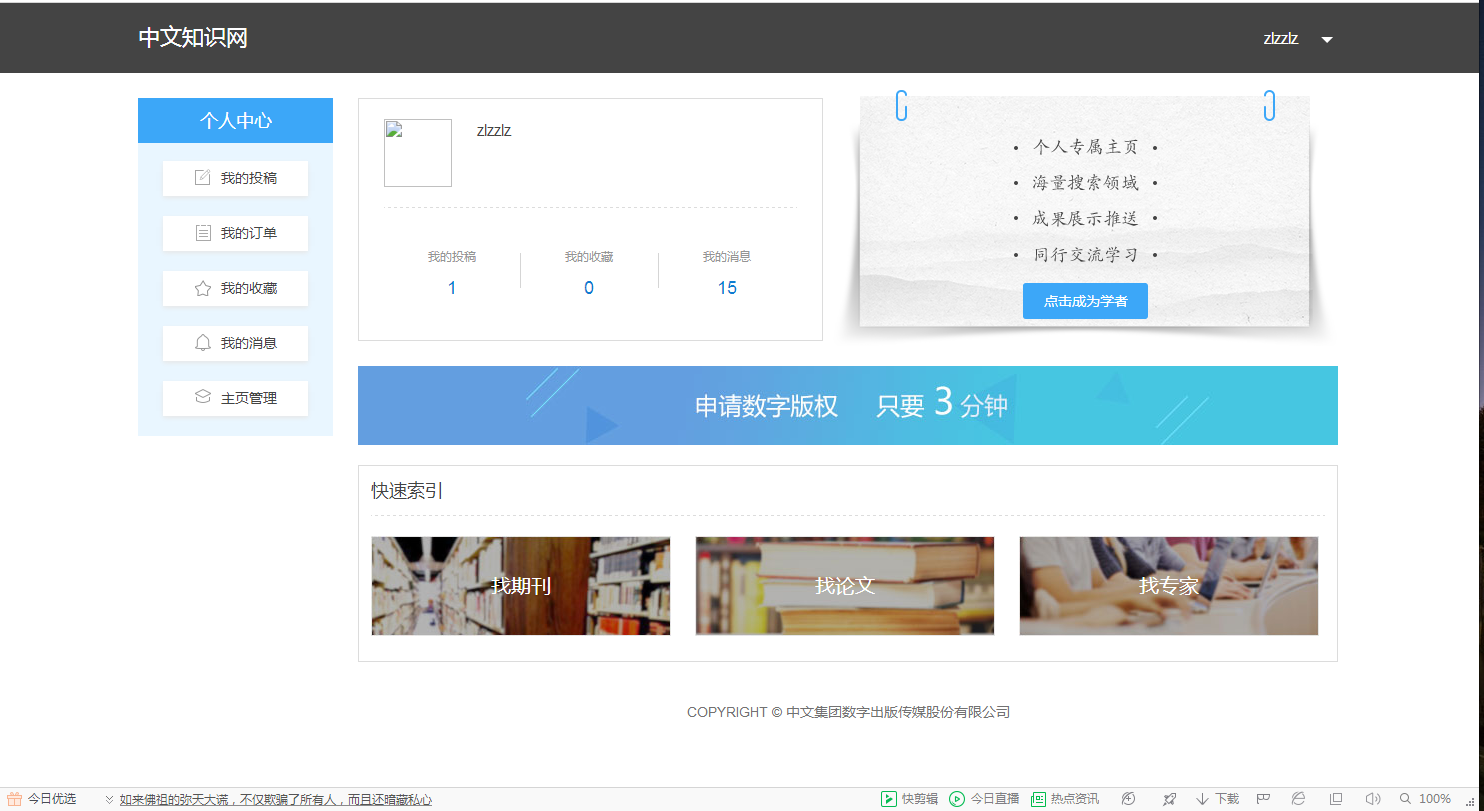 中文知识网
zlzzlz
个人中心
我的投稿
我的订单
我的收藏
我的消息
主页管理
zlzzlz
我的投稿 我的收藏 我的消息
1 0 15
• 个人专属主页 •
• 海量搜索领域 •
• 成果展示推送 •
• 同行交流学习 •
点击成为学者
申请数字版权 只要 3 分钟
快速索引
找期刊 找论文 找专家
COPYRIGHT © 中文集团数字出版传媒股份有限公司
今日优选 如来佛祖的弥天大谎，不仅欺骗了所有人，而且还暗藏私心 快剪辑 今日直播 热点资讯 下载 100%